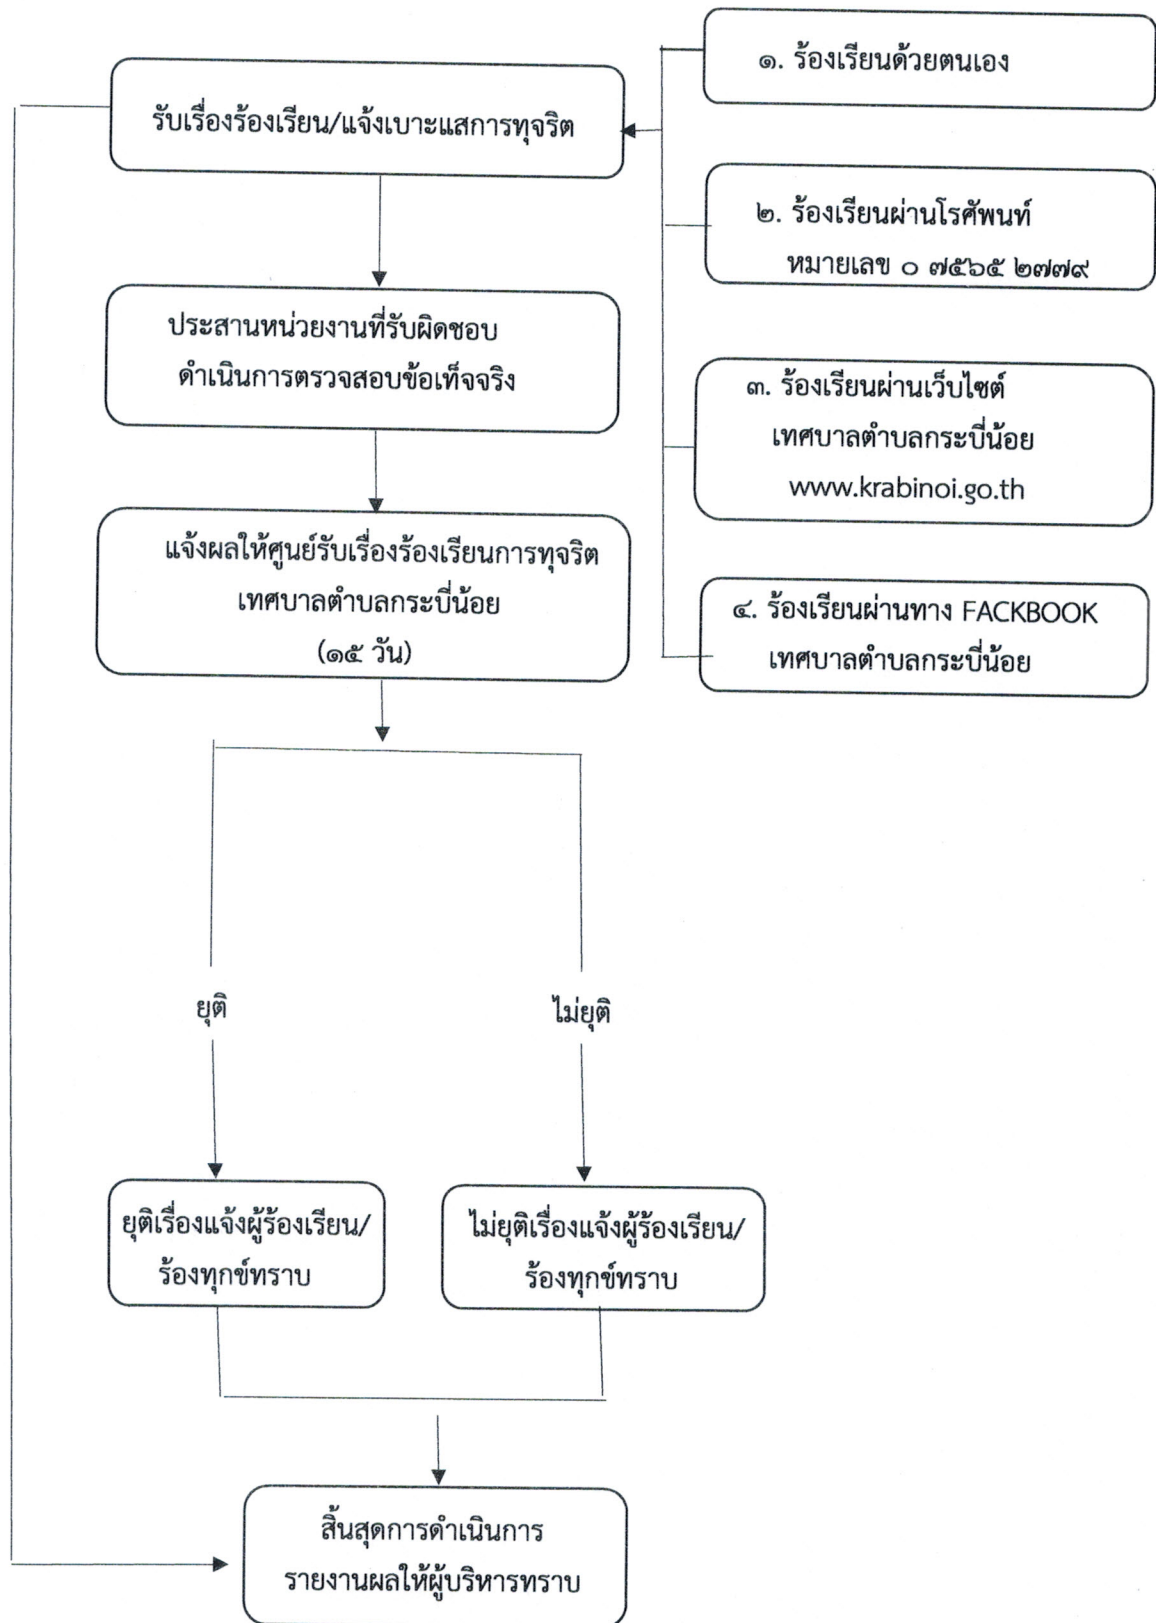 ๑. ร้องเรียนด้วยตนเอง
รับเรื่องร้องเรียน/แจ้งเบาะแสการทุจริต
๒. ร้องเรียนผ่านโรศัพนท์
หมายเลข ๐ ๗๕๖๕ ๒๗๗๙
ประสานหน่วยงานที่รับผิดชอบ
ดำเนินการตรวจสอบข้อเท็จจริง
๓. ร้องเรียนผ่านเว็บไซต์
เทศบาลตำบลกระบี่น้อย
www.krabinoi.go.th
แจ้งผลให้ศูนย์รับเรื่องร้องเรียนการทุจริต
เทศบาลตำบลกระบี่น้อย
(๑๕ วัน)
๔. ร้องเรียนผ่านทาง FACKBOOK
เทศบาลตำบลกระบี่น้อย
ยุติ
ไม่ยุติ
ยุติเรื่องแจ้งผู้ร้องเรียน/
ร้องทุกข์ทราบ
ไม่ยุติเรื่องแจ้งผู้ร้องเรียน/
ร้องทุกข์ทราบ
สิ้นสุดการดำเนินการ
รายงานผลให้ผู้บริหารทราบ